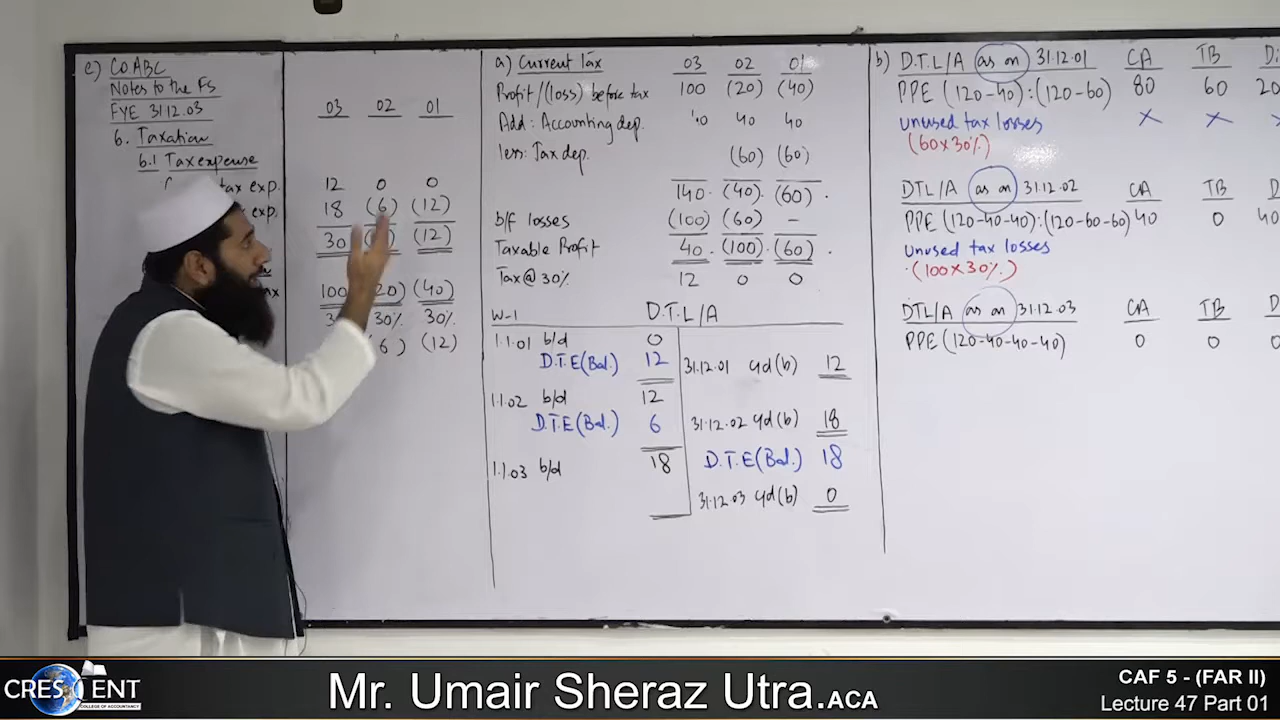 e) CO ABC
Notes to the FS
FYE 31.12.03
6. Taxation
6.1 Tax expense
03 02 01
tax exp. 12 0 0
exp. 18 (6) (12)
30 (12)
100 20) (40)
30% 30%
6) (12)
a) Current Tax 03 02 01
Profit/(loss) before tax 100 (20) (40)
Add: Accounting dep. 40 40
less: Tax dep. (60) (60)
140 (40) (60)
b/f losses (100) (60) –
Taxable Profit 40 (100) (60)
Tax@ 30% 12 0 0
W-1 D.T.L/A
1.1.01 b/d 0
D.T.E(Bal.) 12 31.12.01 c/d (b) 12
1.1.02 b/d 12
D.T.E(Bal.) 6 31.12.02 c/d (b) 18
1.1.03 b/d 18 D.T.E(Bal.) 18
31.12.03 c/d (b) 0
b) D.T.L/A as on 31.12.01 CA TB D.
PPE (120-40):(120-60) 80 60 20
unused tax losses x x x
(60x30%)
DTL/A as on 31.12.02 CA TB D
PPE (120-40-40):(120-60-60) 40 0 40
unused tax losses
(100x30%)
DTL/A as on 31.12.03 CA TB D
PPE (120-40-40-40) 0 0 0
CRESCENT
COLLEGE OF ACCOUNTANCY
Mr. Umair Sheraz Utra.ACA
CAF 5 - (FAR II)
Lecture 47 Part 01